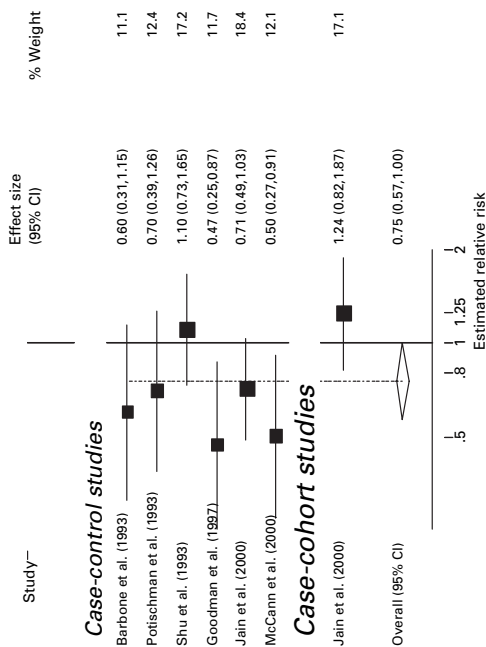 Study
Effect size
(95% CI)
% Weight
Case-control studies
Barbone et al. (1993) 0.60 (0.31,1.15) 11.1
Potischman et al. (1993) 0.70 (0.39,1.26) 12.4
Shu et al. (1993) 1.10 (0.73,1.65) 17.2
Goodman et al. (1997) 0.47 (0.25,0.87) 11.7
Jain et al. (2000) 0.71 (0.49,1.03) 18.4
McCann et al. (2000) 0.50 (0.27,0.91) 12.1
Case-cohort studies
Jain et al. (2000) 1.24 (0.82,1.87) 17.1
Overall (95% CI) 0.75 (0.57,1.00)
.5 .8 1 1.25 2
Estimated relative risk